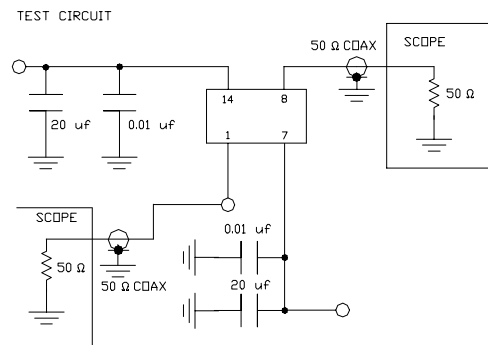 TEST CIRCUIT
50 Ω COAX
SCOPE
50 Ω
14 8
1 7
20 uf
0.01 uf
SCOPE
50 Ω
50 Ω COAX
0.01 uf
20 uf